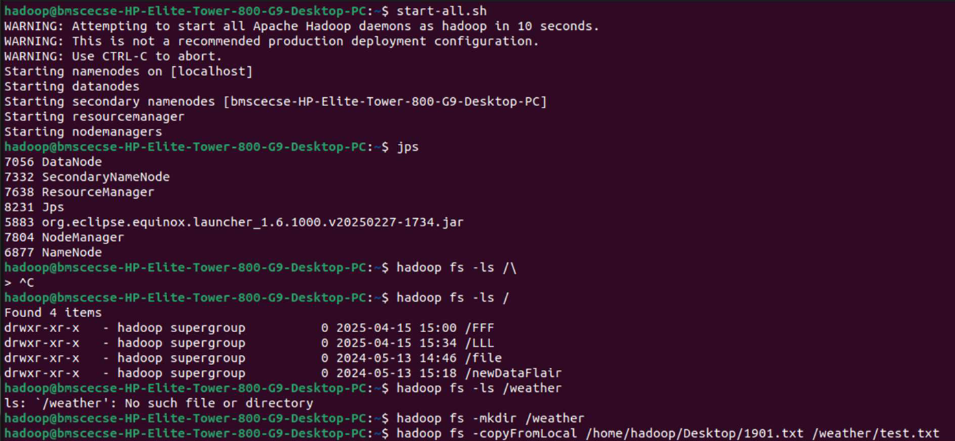 hadoop@bmscecse-HP-Elite-Tower-800-G9-Desktop-PC:~$ start-all.sh
WARNING: Attempting to start all Apache Hadoop daemons as hadoop in 10 seconds.
WARNING: This is not a recommended production deployment configuration.
WARNING: Use CTRL-C to abort.
Starting namenodes on [localhost]
Starting datanodes
Starting secondary namenodes [bmscecse-HP-Elite-Tower-800-G9-Desktop-PC]
Starting resourcemanager
Starting nodemanagers
hadoop@bmscecse-HP-Elite-Tower-800-G9-Desktop-PC:~$ jps
7056 DataNode
7332 SecondaryNameNode
7638 ResourceManager
8231 Jps
5883 org.eclipse.equinox.launcher_1.6.1000.v20250227-1734.jar
7804 NodeManager
6877 NameNode
hadoop@bmscecse-HP-Elite-Tower-800-G9-Desktop-PC:~$ hadoop fs -ls /\
> ^C
hadoop@bmscecse-HP-Elite-Tower-800-G9-Desktop-PC:~$ hadoop fs -ls /
Found 4 items
drwxr-xr-x   - hadoop supergroup          0 2025-04-15 15:00 /FFF
drwxr-xr-x   - hadoop supergroup          0 2025-04-15 15:34 /LLL
drwxr-xr-x   - hadoop supergroup          0 2024-05-13 14:46 /file
drwxr-xr-x   - hadoop supergroup          0 2024-05-13 15:18 /newDataFlair
hadoop@bmscecse-HP-Elite-Tower-800-G9-Desktop-PC:~$ hadoop fs -ls /weather
ls: `/weather': No such file or directory
hadoop@bmscecse-HP-Elite-Tower-800-G9-Desktop-PC:~$ hadoop fs -mkdir /weather
hadoop@bmscecse-HP-Elite-Tower-800-G9-Desktop-PC:~$ hadoop fs -copyFromLocal /home/hadoop/Desktop/1901.txt /weather/test.txt